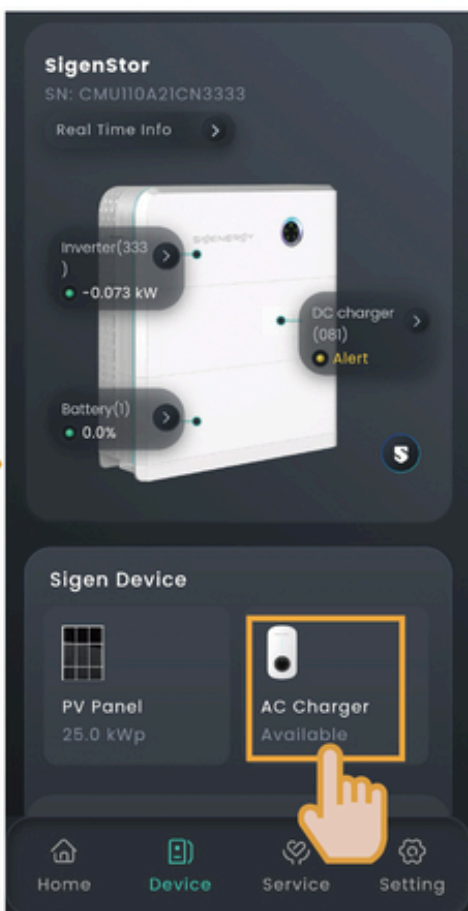 SigenStor
SN: CMU110A21CN3333
Real Time Info
SIGENERGY
Inverter(333
)
-0.073 kW
DC charger
(081)
Alert
Battery(1)
0.0%
Sigen Device
PV Panel
25.0 kWp
AC Charger
Available
Home
Device
Service
Setting